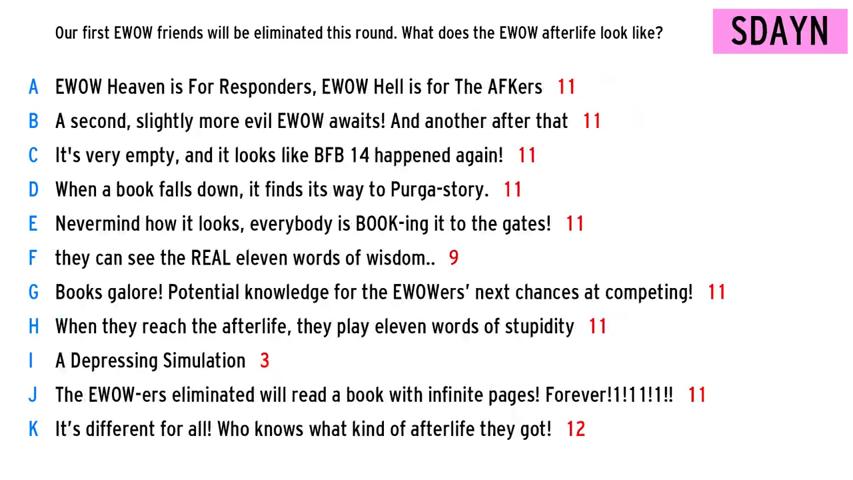 Our first EWOW friends will be eliminated this round. What does the EWOW afterlife look like?
SDAYN
A EWOW Heaven is For Responders, EWOW Hell is for The AFKers 11
B A second, slightly more evil EWOW awaits! And another after that 11
C It's very empty, and it looks like BFB 14 happened again! 11
D When a book falls down, it finds its way to Purga-story. 11
E Nevermind how it looks, everybody is BOOK-ing it to the gates! 11
F they can see the REAL eleven words of wisdom.. 9
G Books galore! Potential knowledge for the EWOWers’ next chances at competing! 11
H When they reach the afterlife, they play eleven words of stupidity 11
I A Depressing Simulation 3
J The EWOW-ers eliminated will read a book with infinite pages! Forever!1!11!1!! 11
K It’s different for all! Who knows what kind of afterlife they got! 12